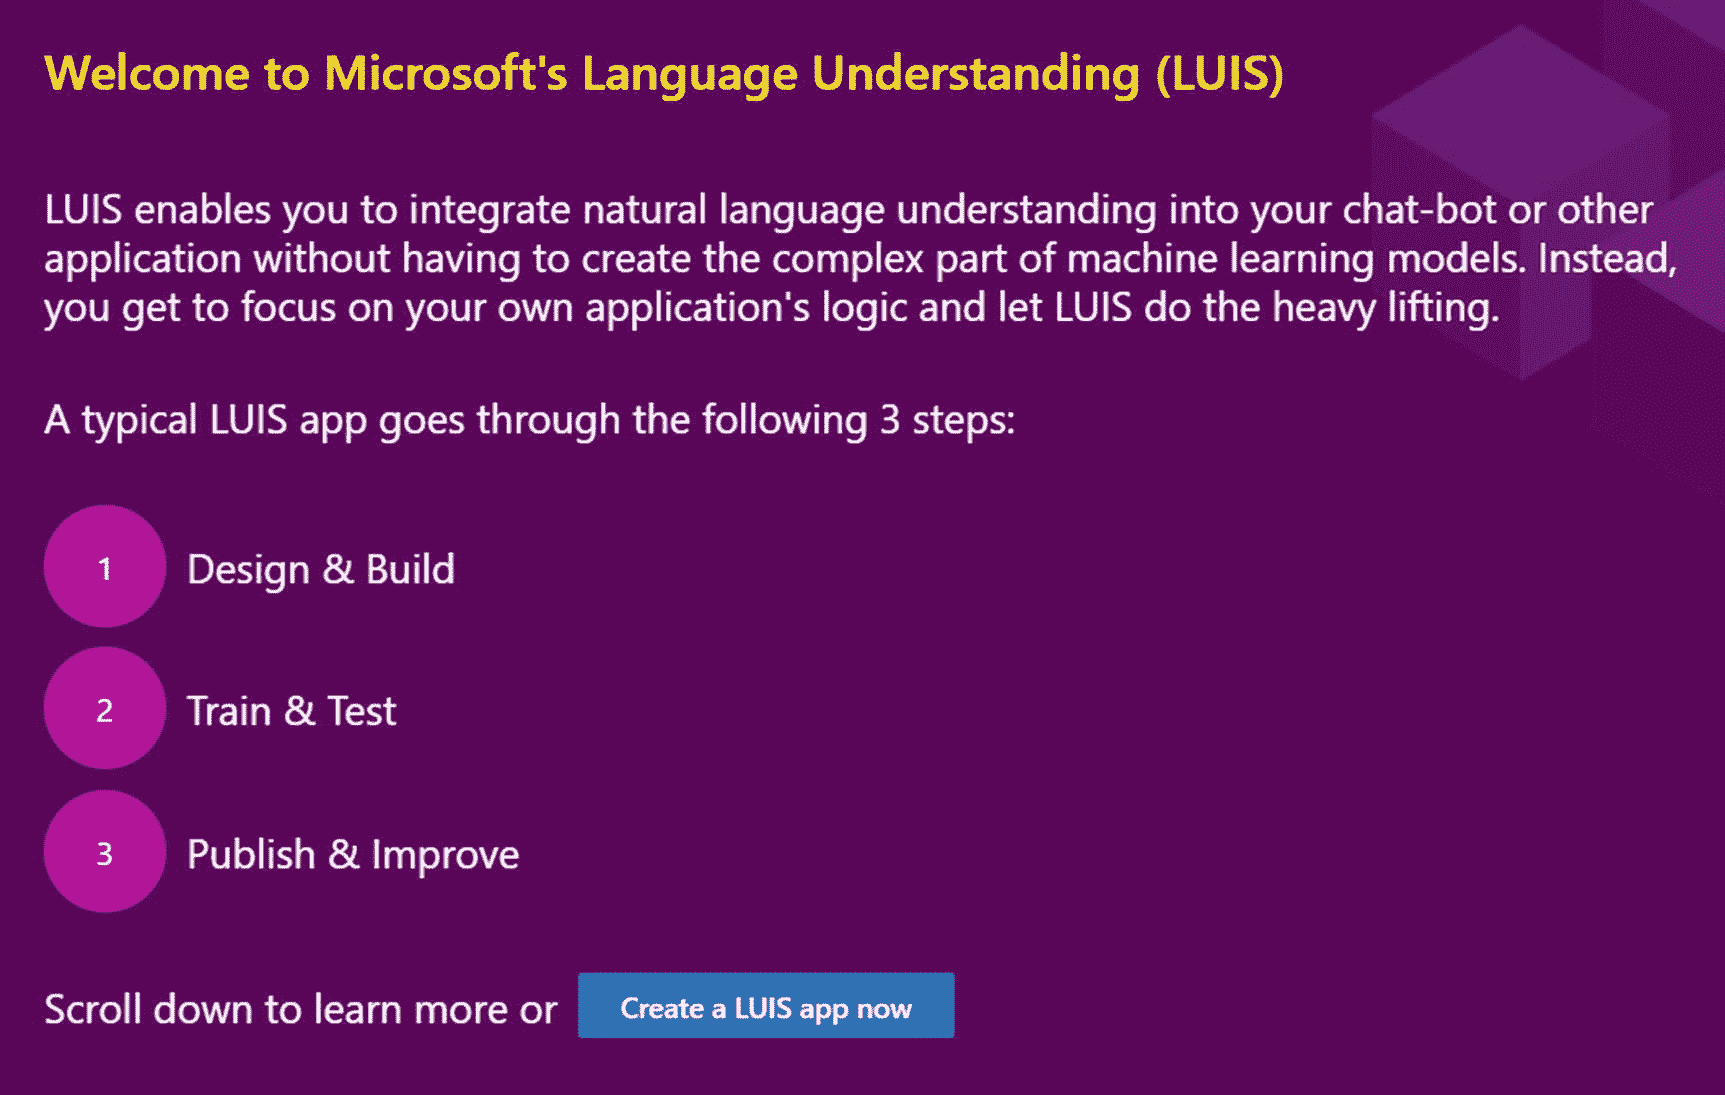 Welcome to Microsoft's Language Understanding (LUIS)
LUIS enables you to integrate natural language understanding into your chat-bot or other
application without having to create the complex part of machine learning models. Instead,
you get to focus on your own application's logic and let LUIS do the heavy lifting.
A typical LUIS app goes through the following 3 steps:
1 Design & Build
2 Train & Test
3 Publish & Improve
Scroll down to learn more or Create a LUIS app now